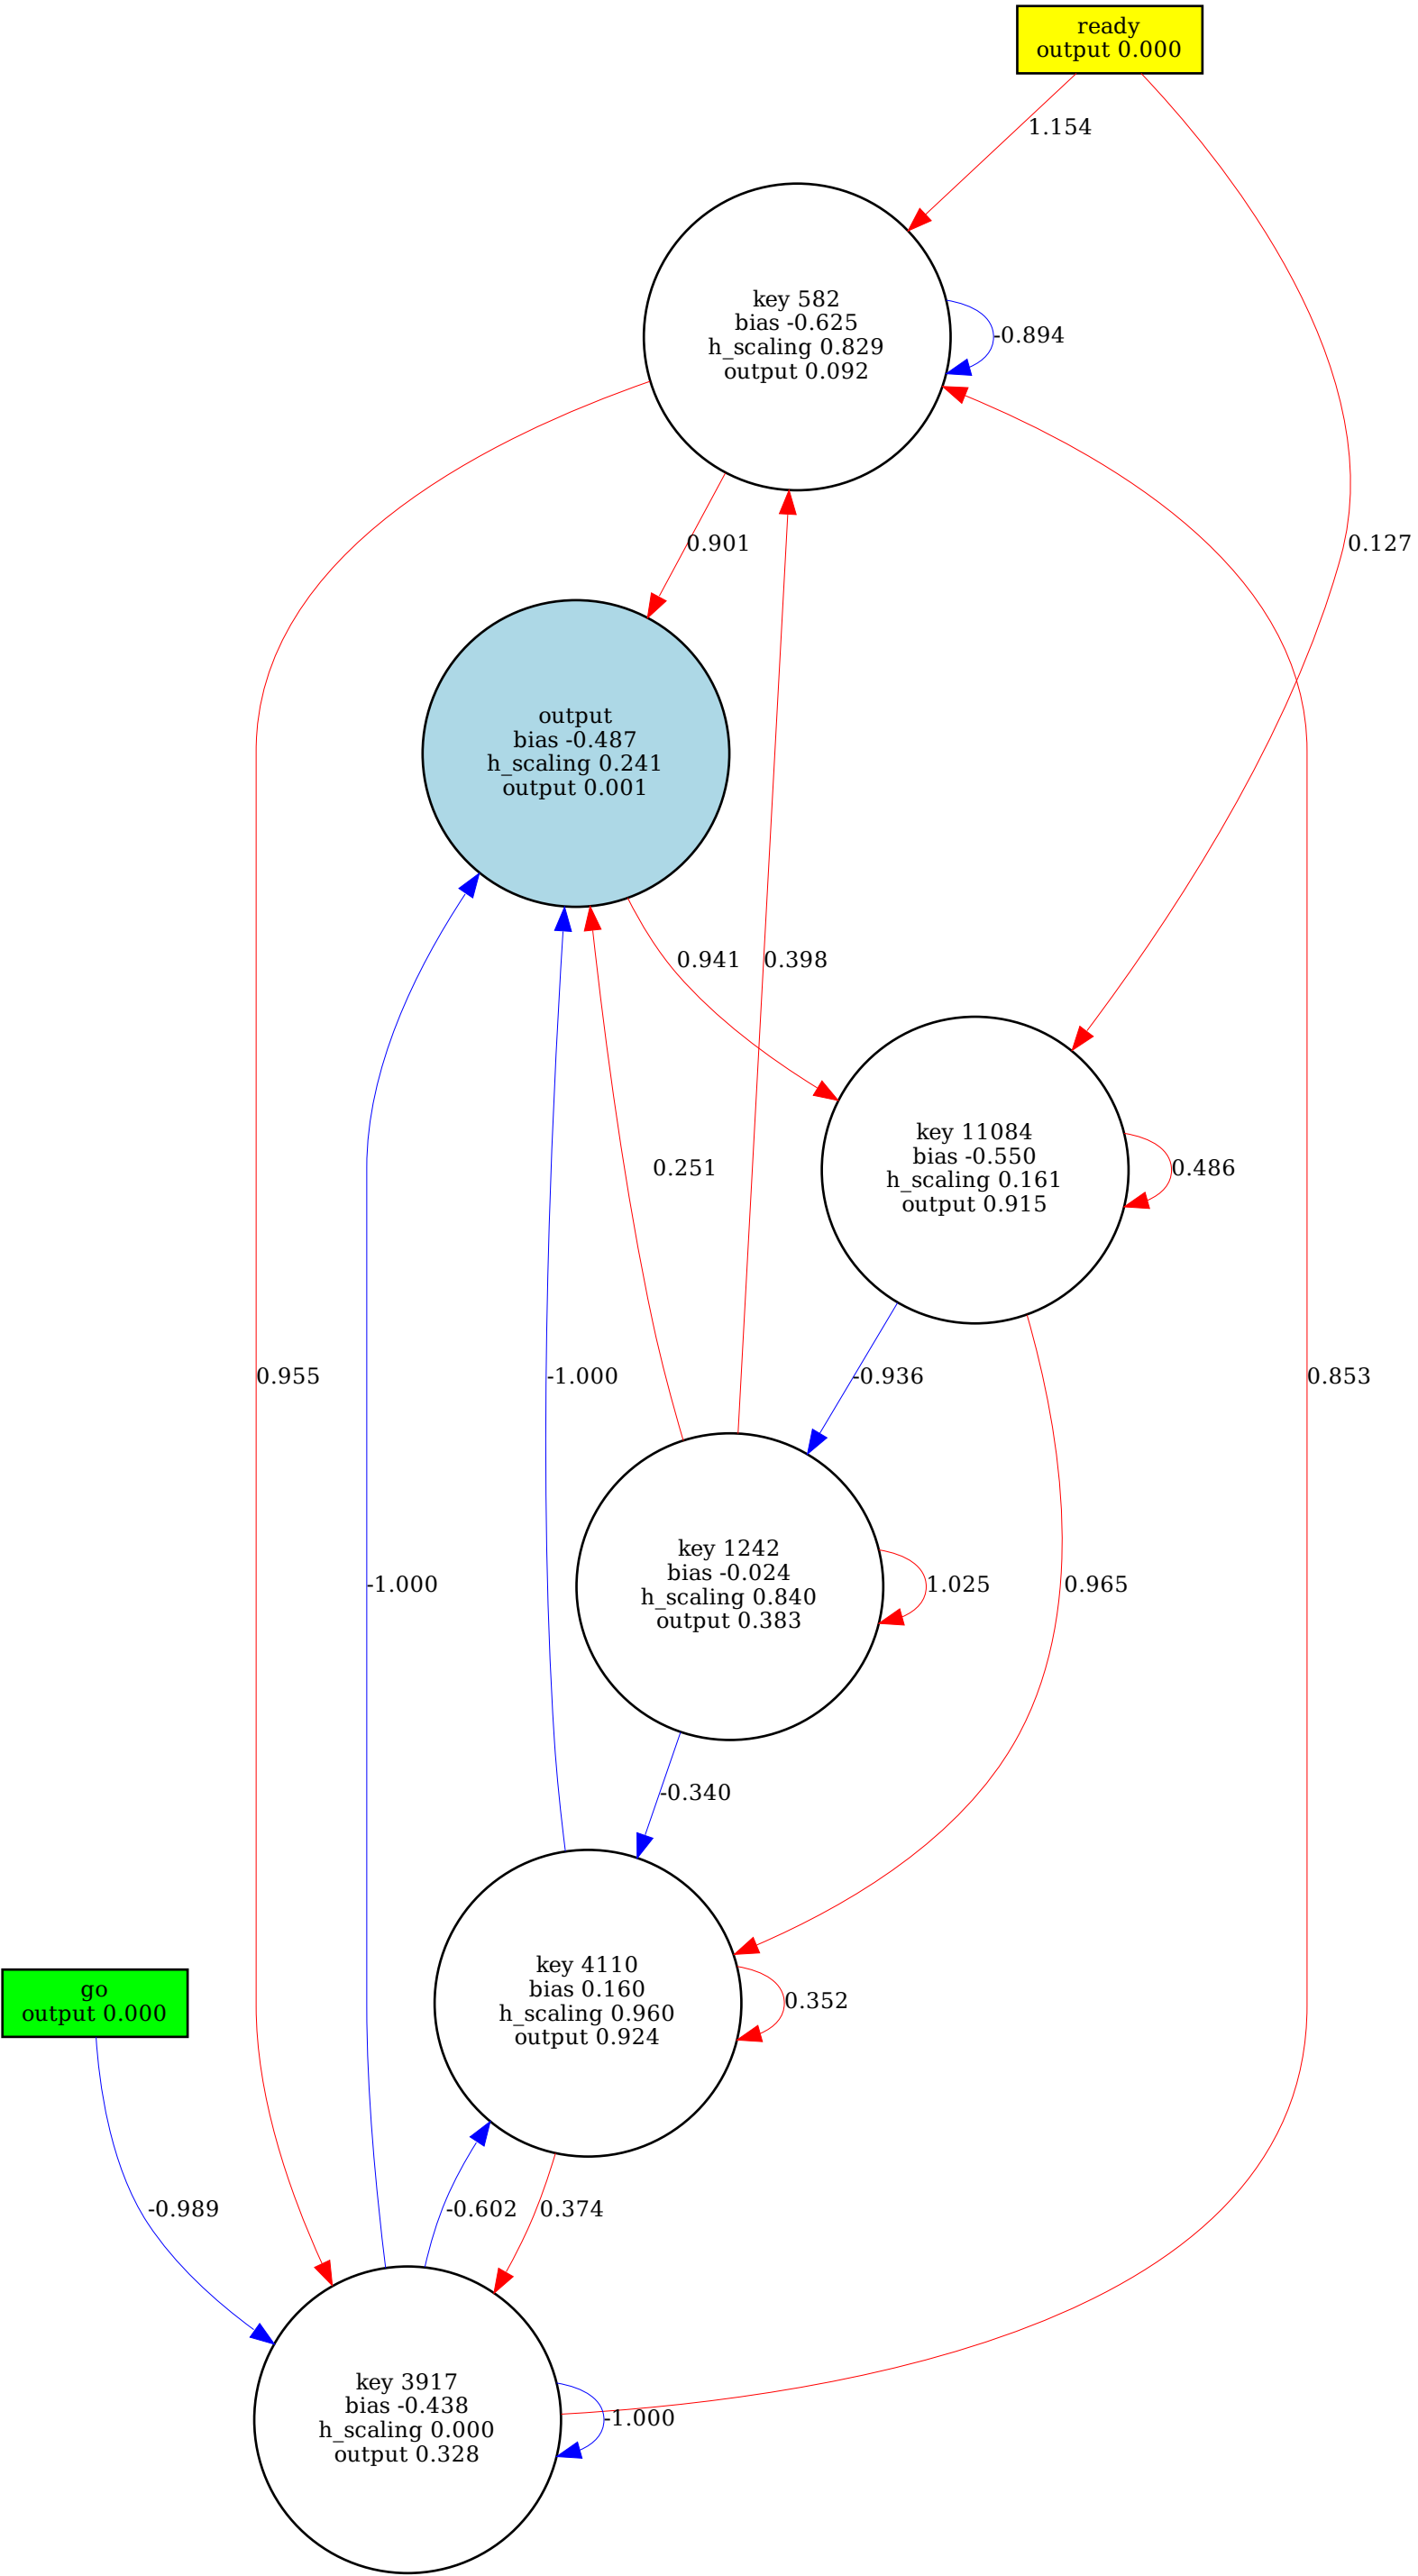 ready
output 0.000
1.154
key 582
bias -0.625
h_scaling 0.829
output 0.092
-0.894
0.901
0.127
output
bias -0.487
h_scaling 0.241
output 0.001
0.941
0.398
key 11084
bias -0.550
h_scaling 0.161
output 0.915
0.251
0.486
0.955
-1.000
-0.936
0.853
key 1242
bias -0.024
h_scaling 0.840
output 0.383
-1.000
1.025
0.965
-0.340
go
output 0.000
key 4110
bias 0.160
h_scaling 0.960
output 0.924
0.352
-0.989
-0.602
0.374
key 3917
bias -0.438
h_scaling 0.000
output 0.328
-1.000